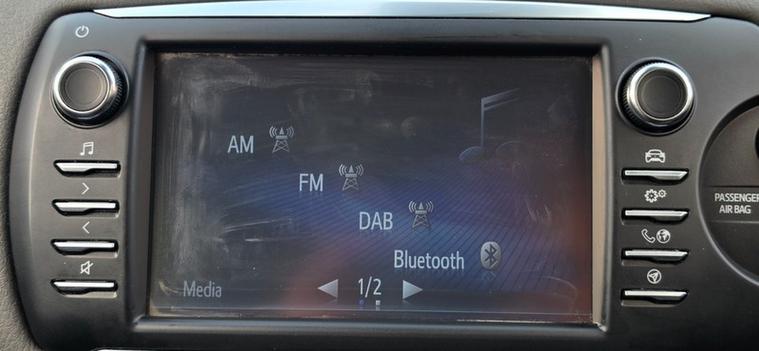 AM
FM
DAB
Bluetooth
Media
1/2
PASSENGER
AIR BAG